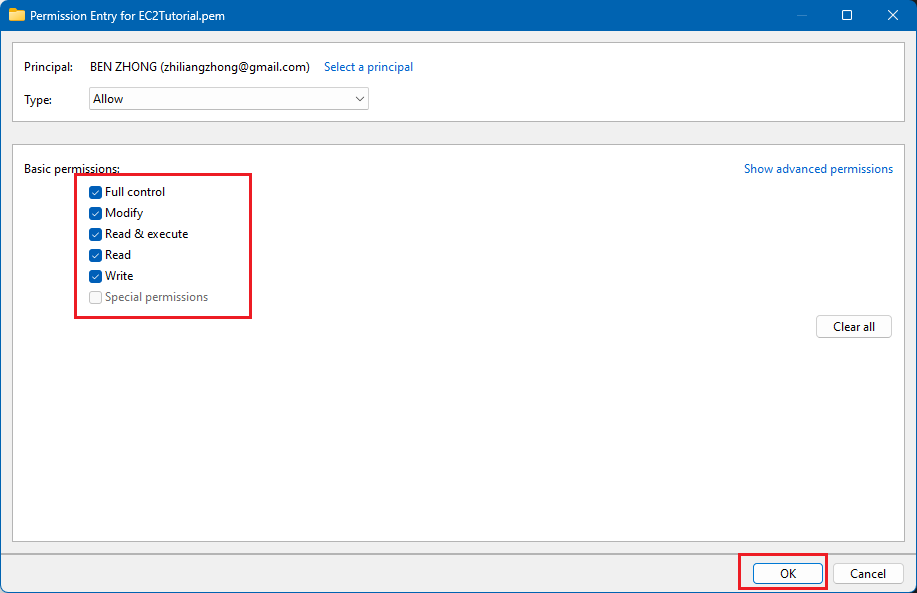 Permission Entry for EC2Tutorial.pem
Principal: BEN ZHONG (zhiliangzhong@gmail.com) Select a principal
Type: Allow
Basic permissions: Show advanced permissions
Full control
Modify
Read & execute
Read
Write
Special permissions
Clear all
OK Cancel